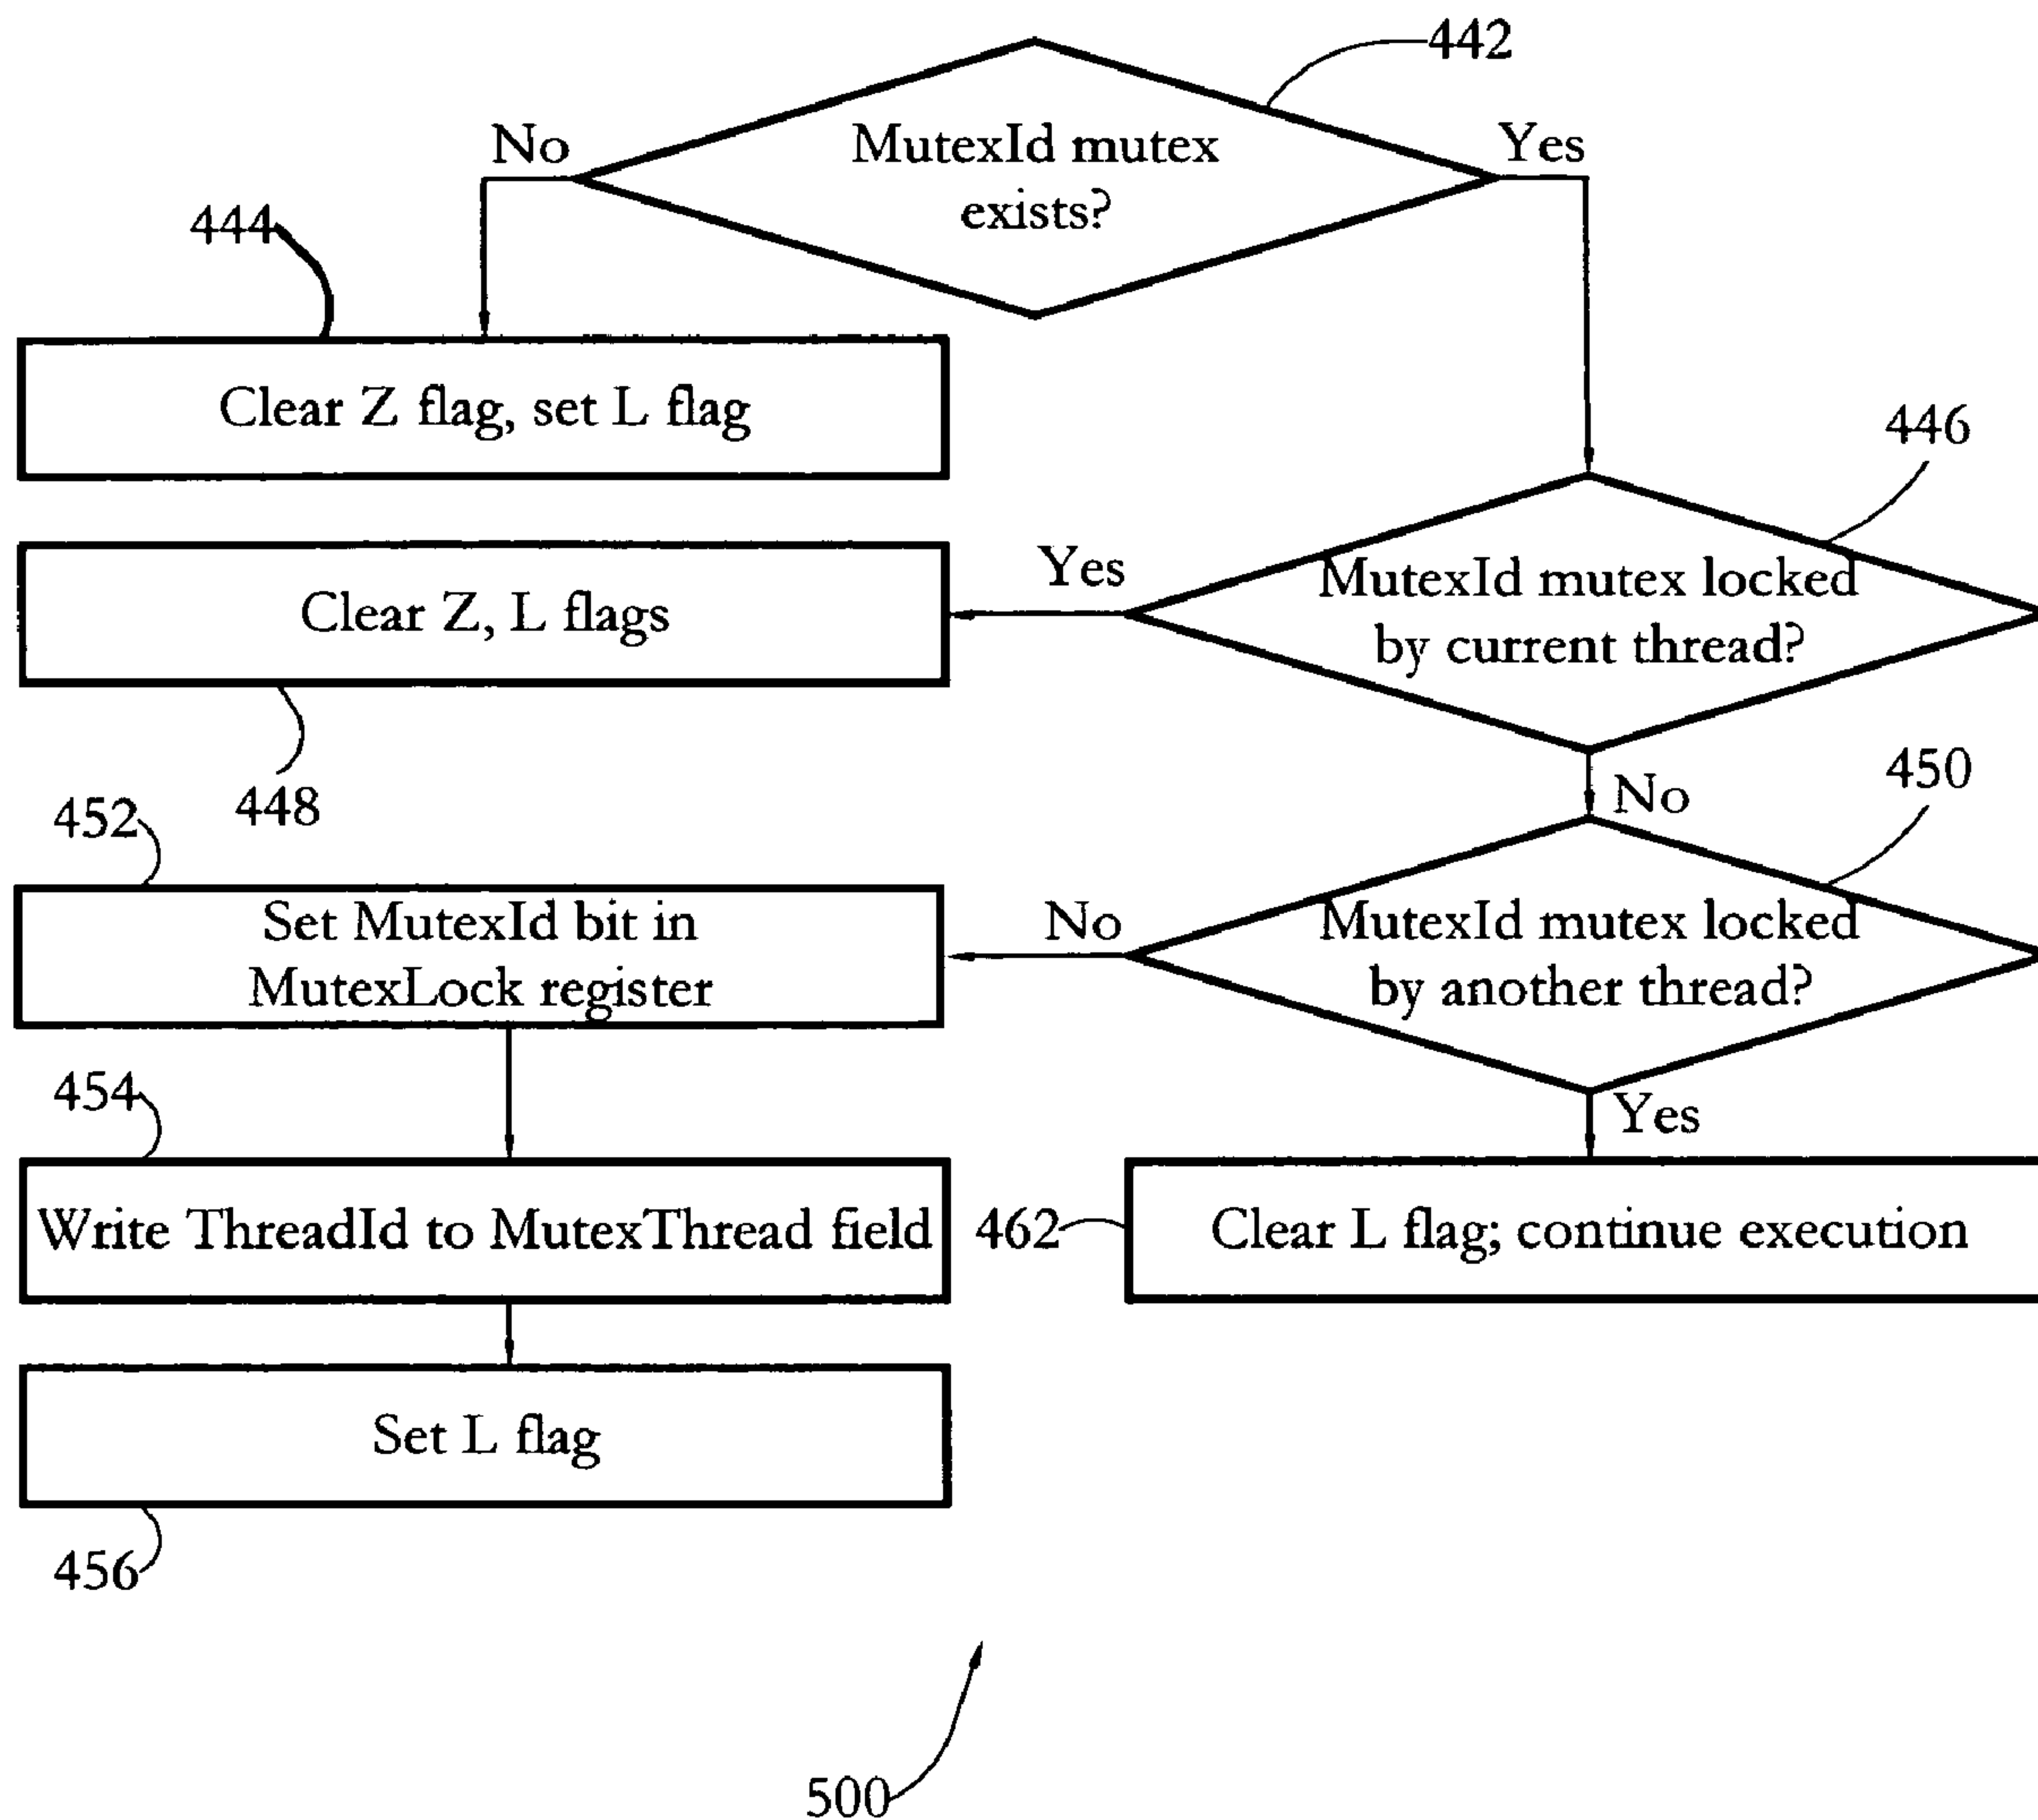 442
No
MutexId mutex
exists?
Yes
444
Clear Z flag, set L flag
446
Yes
MutexId mutex locked
by current thread?
Clear Z, L flags
448
No
450
452
Set MutexId bit in
MutexLock register
No
MutexId mutex locked
by another thread?
Yes
454
Write ThreadId to MutexThread field
462
Clear L flag; continue execution
Set L flag
456
500